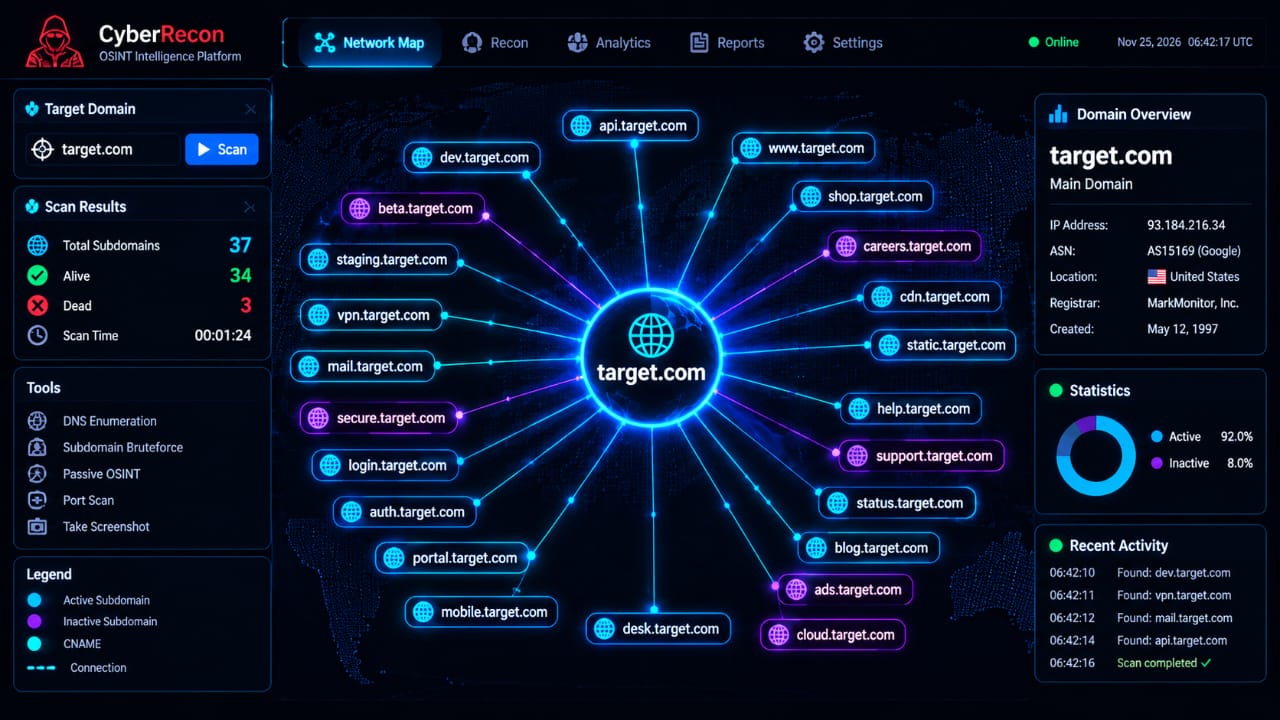 CyberRecon
OSINT Intelligence Platform
Network Map
Recon
Analytics
Reports
Settings
Online
Nov 25, 2026 06:42:17 UTC
Target Domain
target.com
Scan
Scan Results
Total Subdomains 37
Alive 34
Dead 3
Scan Time 00:01:24
Tools
DNS Enumeration
Subdomain Bruteforce
Passive OSINT
Port Scan
Take Screenshot
Legend
Active Subdomain
Inactive Subdomain
CNAME
Connection
api.target.com
dev.target.com
www.target.com
beta.target.com
shop.target.com
staging.target.com
careers.target.com
vpn.target.com
cdn.target.com
mail.target.com
static.target.com
target.com
secure.target.com
help.target.com
login.target.com
support.target.com
auth.target.com
status.target.com
portal.target.com
blog.target.com
mobile.target.com
ads.target.com
desk.target.com
cloud.target.com
Domain Overview
target.com
Main Domain
IP Address: 93.184.216.34
ASN: AS15169 (Google)
Location: United States
Registrar: MarkMonitor, Inc.
Created: May 12, 1997
Statistics
Active 92.0%
Inactive 8.0%
Recent Activity
06:42:10 Found: dev.target.com
06:42:11 Found: vpn.target.com
06:42:12 Found: mail.target.com
06:42:14 Found: api.target.com
06:42:16 Scan completed ✓